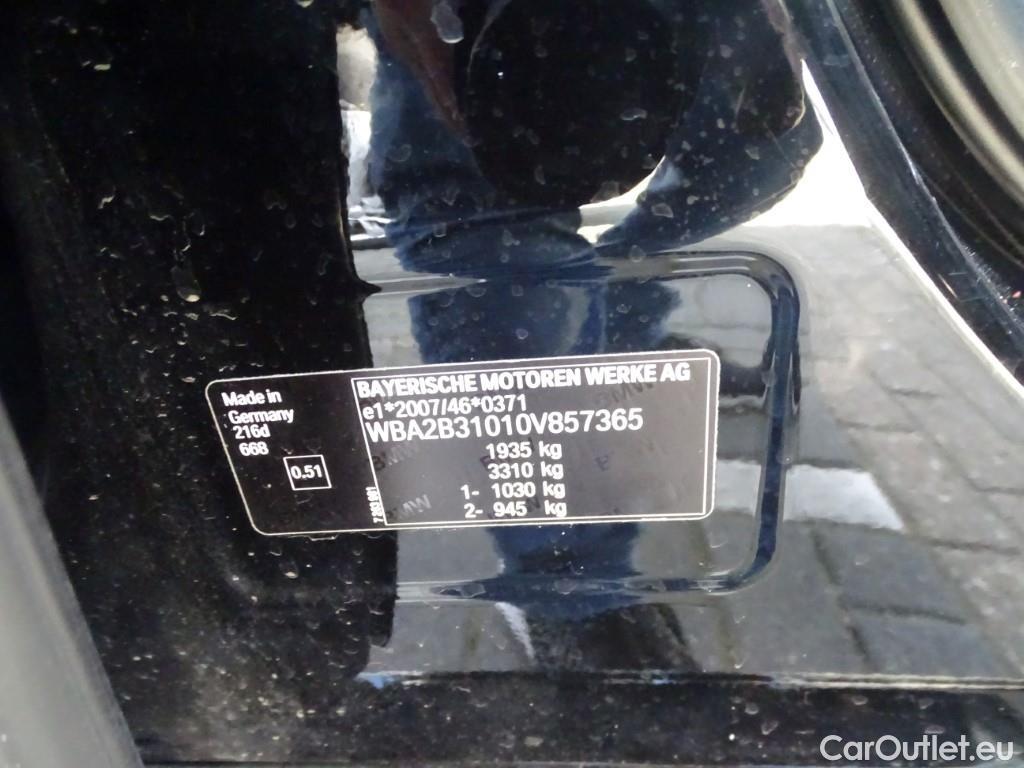 Made in
Germany
216d
668
0.51
BAYERISCHE MOTOREN WERKE AG
e1*2007/46*0371
WBA2B31010V857365
1935 kg
3310 kg
1- 1030 kg
2- 945 kg
CarOutlet.eu